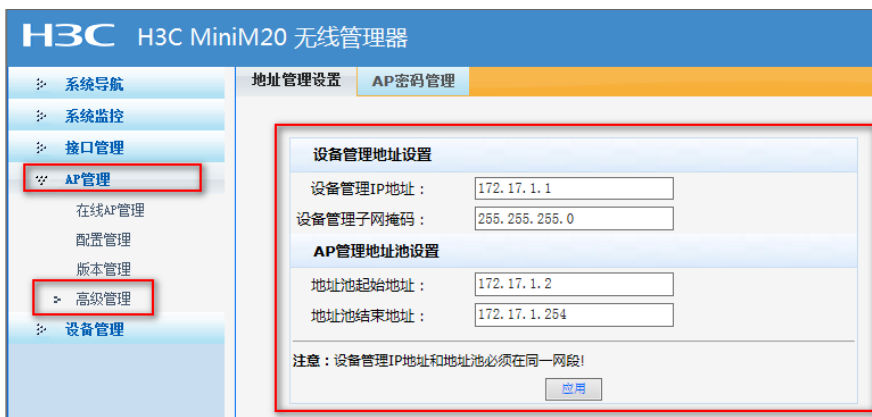 H3C H3C MiniM20 无线管理器
系统导航
系统监控
接口管理
AP管理
在线AP管理
配置管理
版本管理
高级管理
设备管理
地址管理设置 AP密码管理
设备管理地址设置
设备管理IP地址： 172.17.1.1
设备管理子网掩码： 255.255.255.0
AP管理地址池设置
地址池起始地址： 172.17.1.2
地址池结束地址： 172.17.1.254
注意：设备管理IP地址和地址池必须在同一网段!
应用